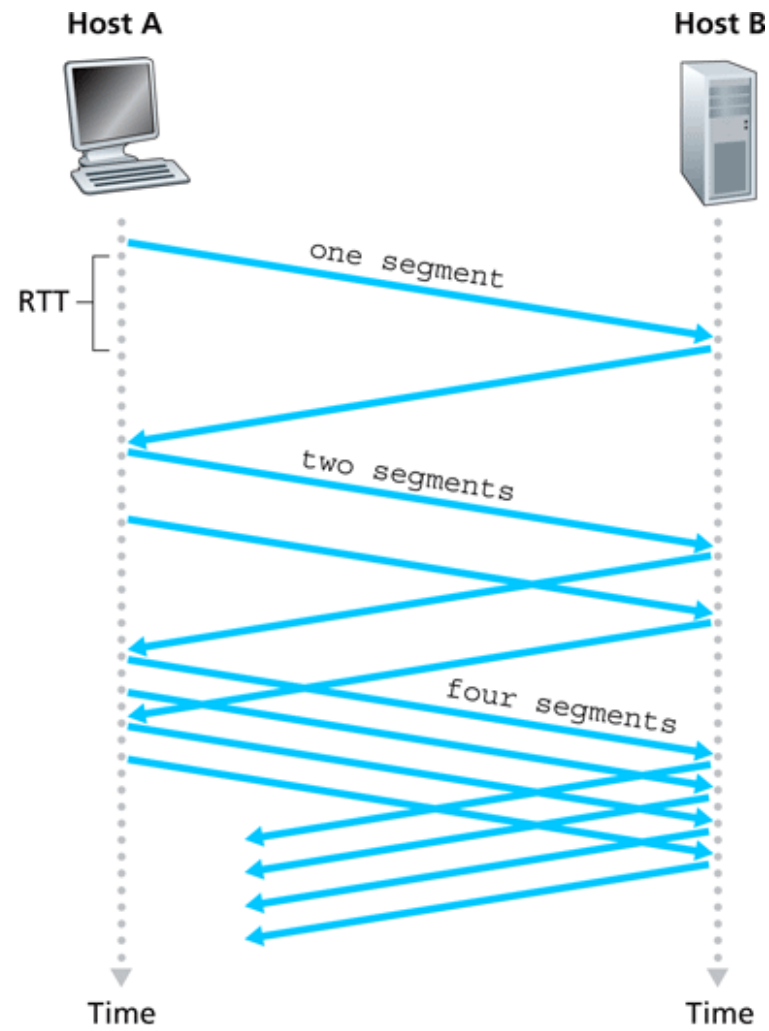 Host A
Host B
one segment
RTT
two segments
four segments
Time
Time